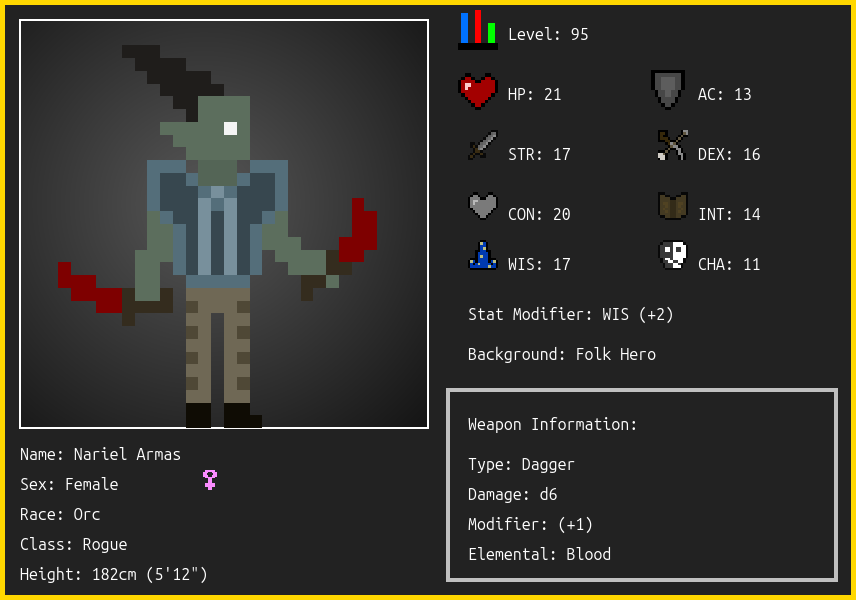 Level: 95
HP: 21
AC: 13
STR: 17
DEX: 16
CON: 20
INT: 14
WIS: 17
CHA: 11
Stat Modifier: WIS (+2)
Background: Folk Hero
Weapon Information:
Type: Dagger
Damage: d6
Modifier: (+1)
Elemental: Blood
Name: Nariel Armas
Sex: Female
Race: Orc
Class: Rogue
Height: 182cm (5'12")